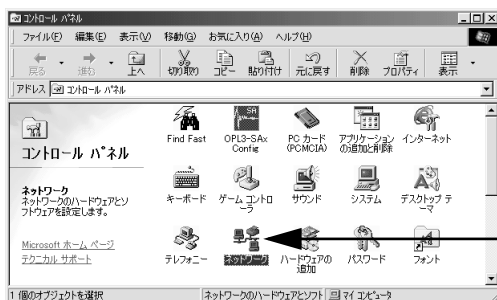 コントロール パネル
ファイル(F) 編集(E) 表示(V) 移動(G) お気に入り(A) ヘルプ(H)
戻る 進む 上へ 切り取り コピー 貼り付け 元に戻す 削除 プロパティ 表示
アドレス コントロール パネル
コントロール パネル
ネットワーク
ネットワークのハードウェアとソ
フトウェアを設定します。
Microsoft ホーム ページ
テクニカル サポート
Find Fast
OPL3-SAx
Config
PC カード
(PCMCIA)
アプリケーション
の追加と削除
インターネット
キーボード
ゲーム コントロ
ーラ
サウンド
システム
デスクトップ テ
ーマ
テレフォニー
ネットワーク
ハードウェアの
追加
パスワード
フォント
1 個のオブジェクトを選択 ネットワークのハードウェアとソフト マイ コンピュータ